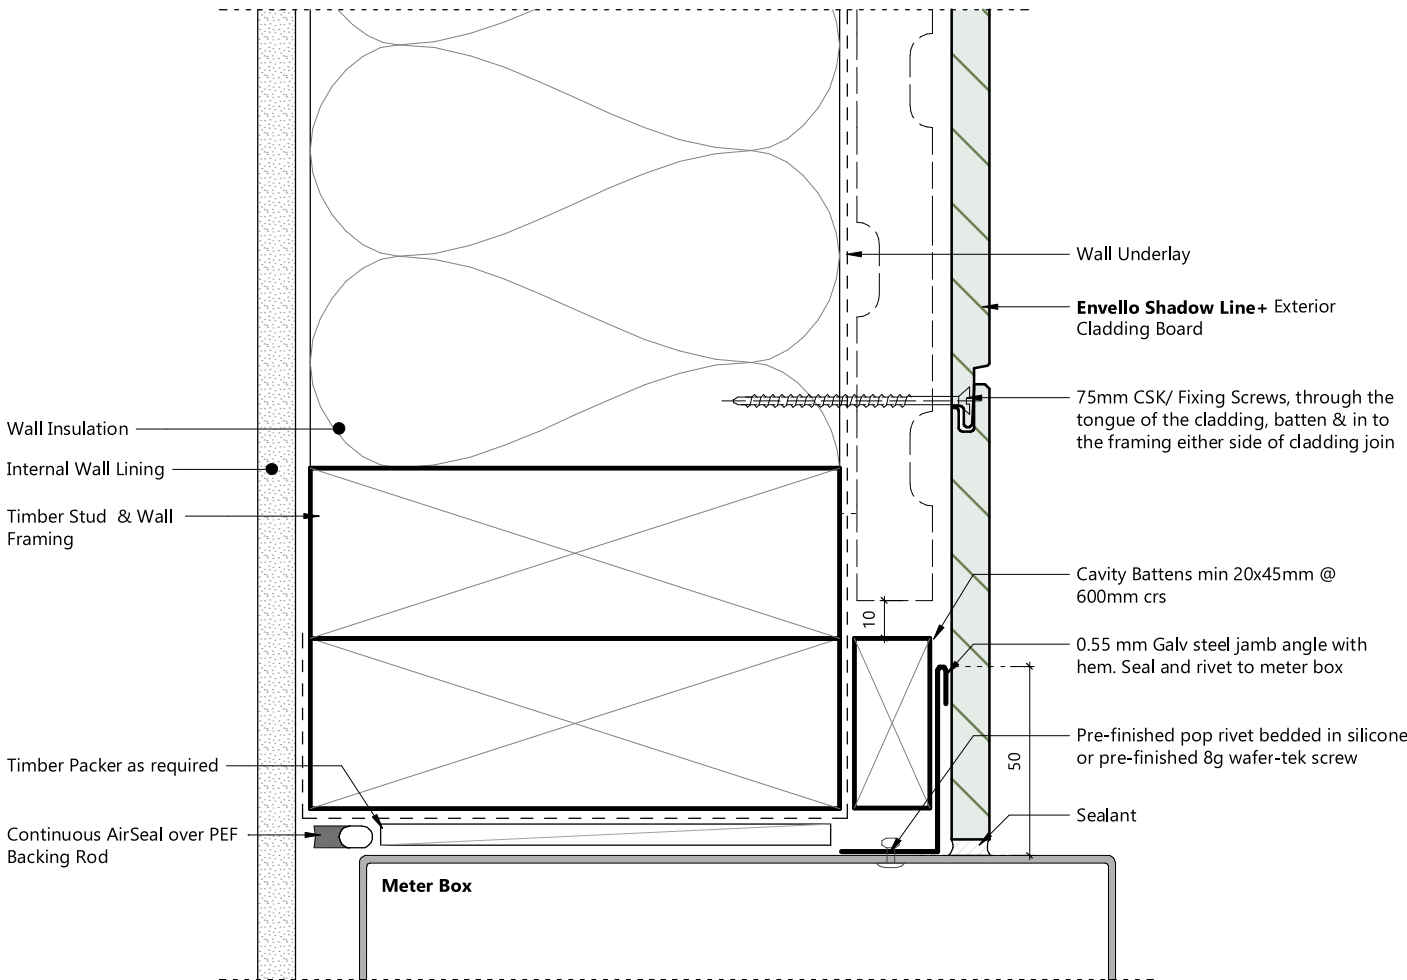 Wall Underlay
Envello Shadow Line+ Exterior
Cladding Board
75mm CSK/ Fixing Screws, through the
tongue of the cladding, batten & in to
the framing either side of cladding join
Wall Insulation
Internal Wall Lining
Timber Stud & Wall
Framing
Cavity Battens min 20x45mm @
600mm crs
10
0.55 mm Galv steel jamb angle with
hem. Seal and rivet to meter box
Pre-finished pop rivet bedded in silicone
or pre-finished 8g wafer-tek screw
50
Timber Packer as required
Sealant
Continuous AirSeal over PEF
Backing Rod
Meter Box